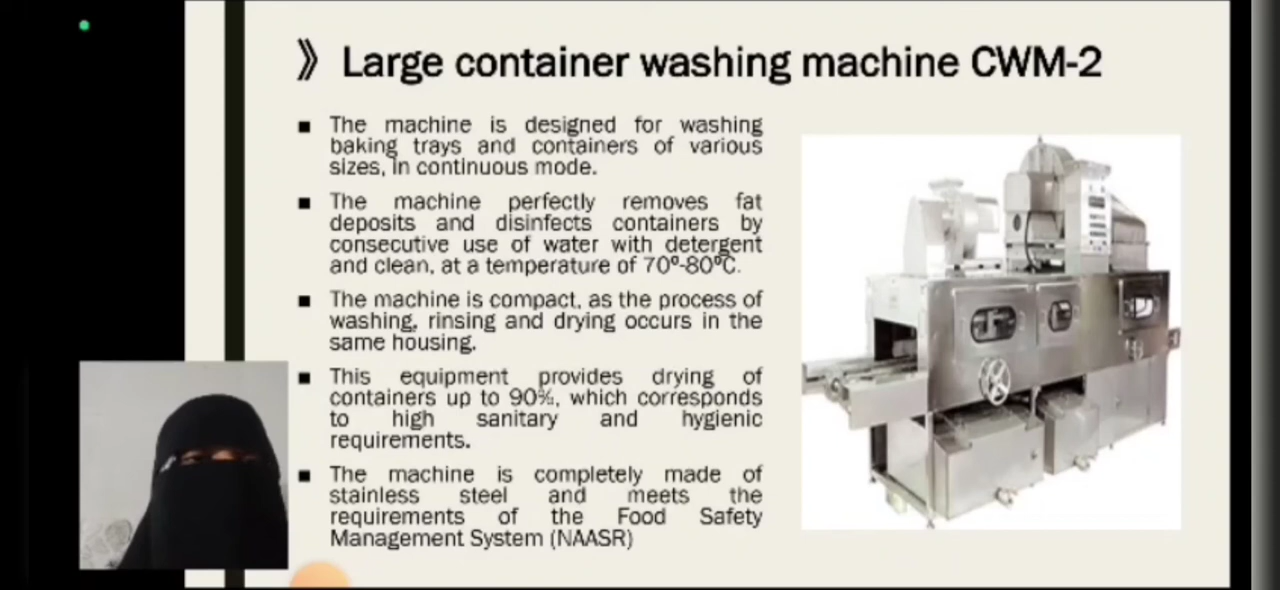 》 Large container washing machine CWM-2
■ The machine is designed for washing
baking trays and containers of various
sizes, in continuous mode.
■ The machine perfectly removes fat
deposits and disinfects containers by
consecutive use of water with detergent
and clean, at a temperature of 70º-80ºC.
■ The machine is compact, as the process of
washing, rinsing and drying occurs in the
same housing.
■ This equipment provides drying of
containers up to 90%, which corresponds
to high sanitary and hygienic
requirements.
■ The machine is completely made of
stainless steel and meets the
requirements of the Food Safety
Management System (NAASR)